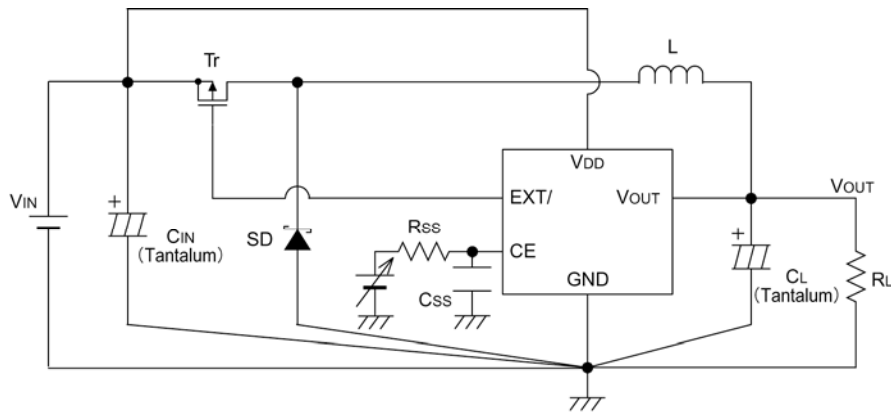 Tr
L
VDD
EXT/
VOUT
VOUT
VIN
+
CIN
(Tantalum)
SD
RSS
CE
CSS
GND
+
CL
(Tantalum)
RL